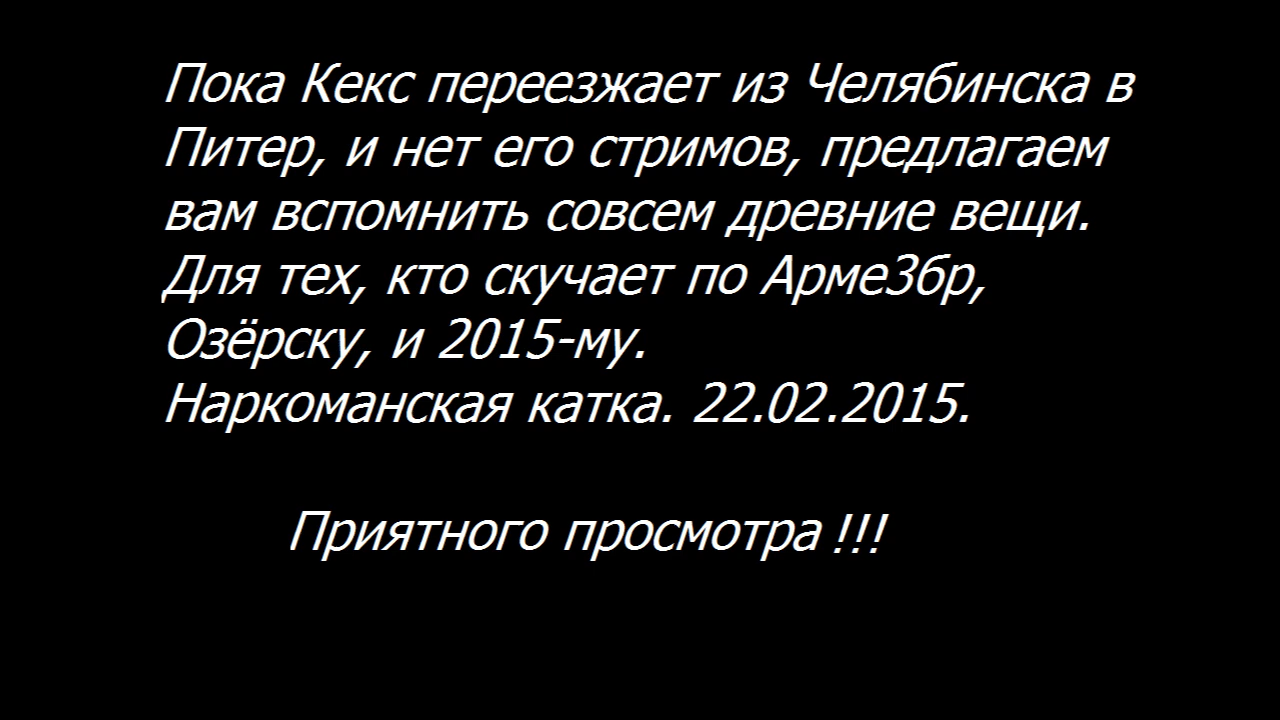 Пока Кекс переезжает из Челябинска в
Питер, и нет его стримов, предлагаем
вам вспомнить совсем древние вещи.
Для тех, кто скучает по Арме3бр,
Озёрску, и 2015-му.
Наркоманская катка. 22.02.2015.
Приятного просмотра !!!